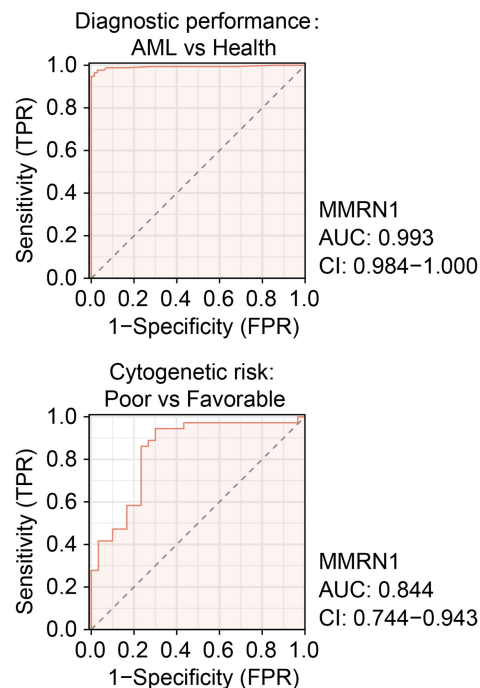 Diagnostic performance:
AML vs Health
Sensitivity (TPR)
1.0
0.8
0.6
0.4
0.2
0.0
0.0 0.2 0.4 0.6 0.8 1.0
1−Specificity (FPR)
MMRN1
AUC: 0.993
CI: 0.984−1.000
Cytogenetic risk:
Poor vs Favorable
Sensitivity (TPR)
1.0
0.8
0.6
0.4
0.2
0.0
0.0 0.2 0.4 0.6 0.8 1.0
1−Specificity (FPR)
MMRN1
AUC: 0.844
CI: 0.744−0.943